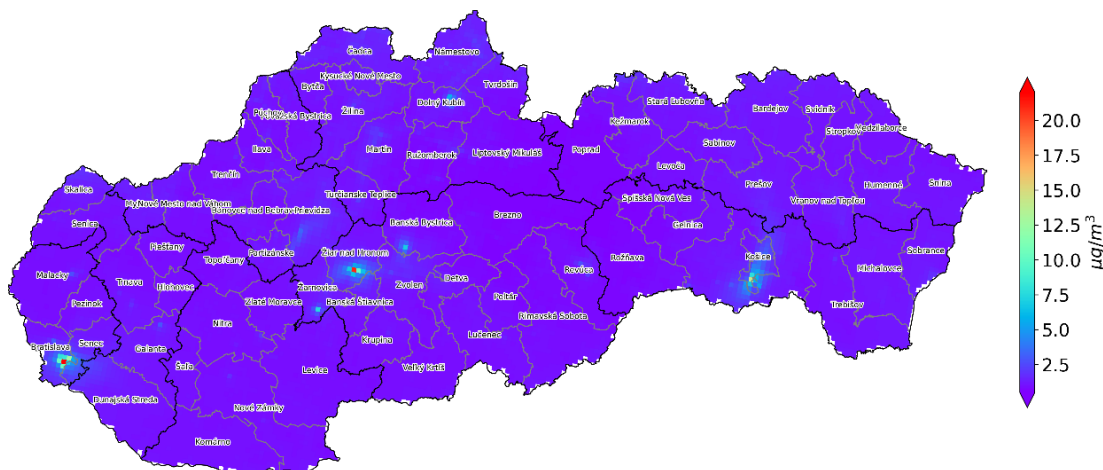 Čadca
Námestovo
Kysucké Nové Mesto
Tvrdošín
Bytča
Dolný Kubín
Žilina
Považská Bystrica
Ilava
Martin
Ružomberok
Liptovský Mikuláš
Poprad
Kežmarok
Stará Ľubovňa
Bardejov
Svidník
Stropkov
Medzilaborce
Sabinov
Levoča
Prešov
Humenné
Snina
Vranov nad Topľou
Trenčín
Skalica
Senica
Nové Mesto nad Váhom
Bánovce nad Bebravou
Prievidza
Turčianske Teplice
Banská Bystrica
Brezno
Spišská Nová Ves
Gelnica
Rožňava
Košice
Michalovce
Sobrance
Trebišov
Piešťany
Topoľčany
Partizánske
Žiar nad Hronom
Malacky
Trnava
Hlohovec
Pezinok
Zlaté Moravce
Žarnovica
Banská Štiavnica
Zvolen
Detva
Revúca
Poltár
Rimavská Sobota
Nitra
Bratislava
Senec
Galanta
Šaľa
Levice
Krupina
Lučenec
Veľký Krtíš
Dunajská Streda
Nové Zámky
Komárno
20.0
17.5
15.0
12.5
10.0
7.5
5.0
2.5
μg/m³